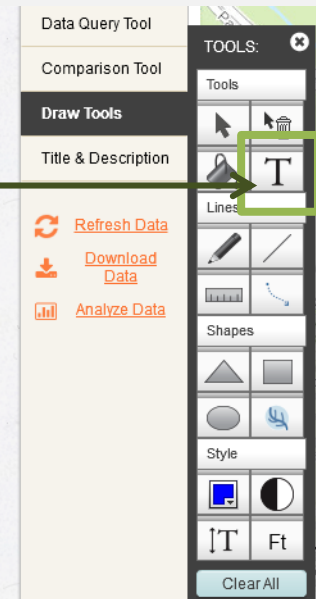 Data Query Tool
Comparison Tool
Draw Tools
Title & Description
Refresh Data
Download
Data
Analyze Data
TOOLS:
Tools
T
Lines
Shapes
Style
T
Ft
Clear All